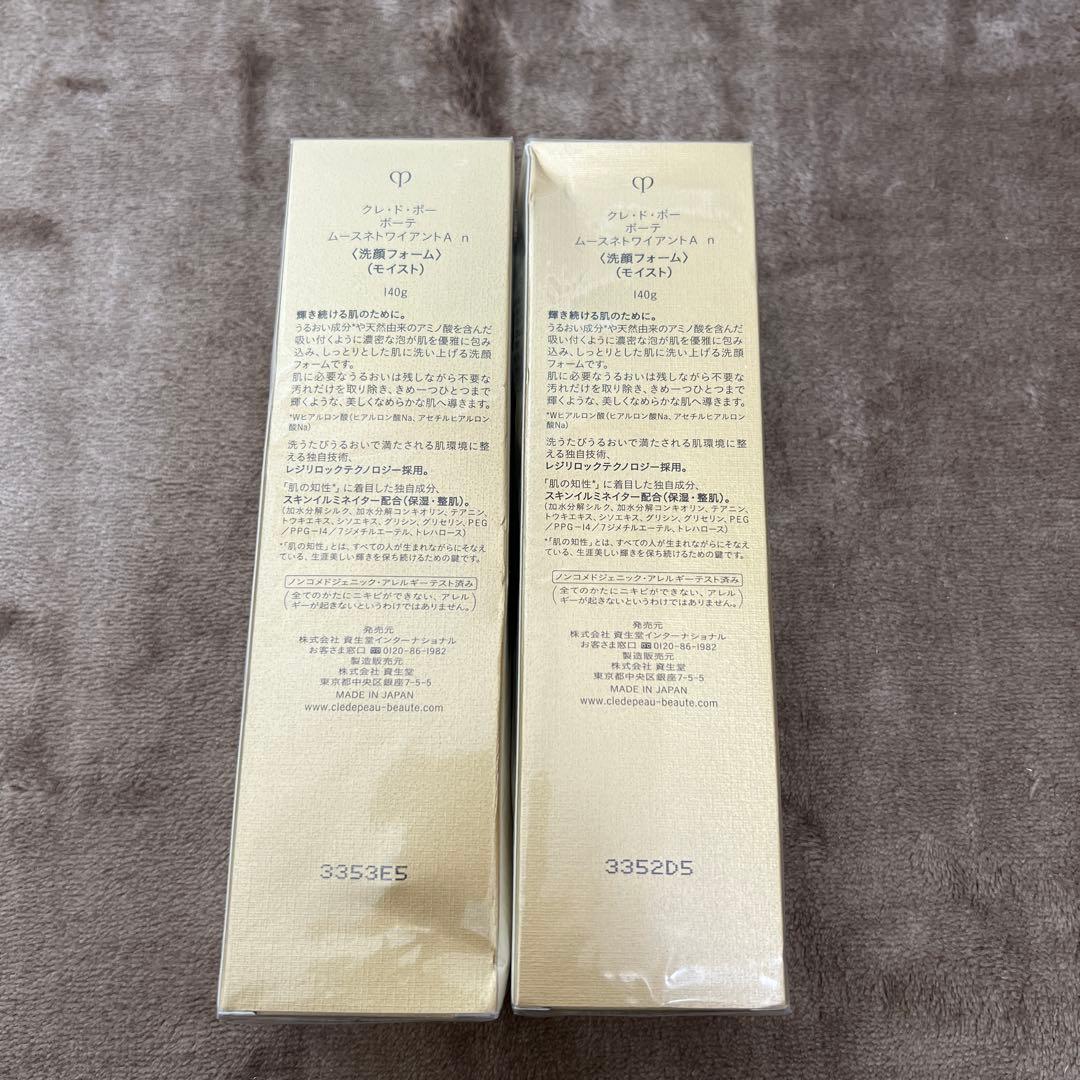 クレ・ド・ポー
ボーテ
ムースネトワイアントA n
〈洗顔フォーム〉
(モイスト)
140g
輝き続ける肌のために。
うるおい成分*や天然由来のアミノ酸を含んだ
吸い付くように濃密な泡が肌を優雅に包み
込み、しっとりとした肌に洗い上げる洗顔
フォームです。
肌に必要なうるおいは残しながら不要な
汚れだけを取り除き、きめ一つひとつまで
輝くような、美しくなめらかな肌へ導きます。
*Wヒアルロン酸(ヒアルロン酸Na、アセチルヒアルロン
酸Na)
洗うたびうるおいで満たされる肌環境に整
える独自技術、
レジリロックテクノロジー採用。
「肌の知性*」に着目した独自成分、
スキンイルミネイター配合(保湿・整肌)。
(加水分解シルク、加水分解コンキオリン、テアニン、
トウキエキス、シソエキス、グリシン、グリセリン、PEG
/PPG-14/7ジメチルエーテル、トレハロース)
*「肌の知性」とは、すべての人が生まれながらにそなえ
ている、生涯美しい輝きを保ち続けるための鍵です。
ノンコメドジェニック・アレルギーテスト済み
(全てのかたにニキビができない、アレル
ギーが起きないというわけではありません。)
発売元
株式会社 資生堂インターナショナル
お客さま窓口 0120-86-1982
製造販売元
株式会社 資生堂
東京都中央区銀座7-5-5
MADE IN JAPAN
www.cledepeau-beaute.com
3353E5
クレ・ド・ポー
ボーテ
ムースネトワイアントA n
〈洗顔フォーム〉
(モイスト)
140g
輝き続ける肌のために。
うるおい成分*や天然由来のアミノ酸を含んだ
吸い付くように濃密な泡が肌を優雅に包み
込み、しっとりとした肌に洗い上げる洗顔
フォームです。
肌に必要なうるおいは残しながら不要な
汚れだけを取り除き、きめ一つひとつまで
輝くような、美しくなめらかな肌へ導きます。
*Wヒアルロン酸(ヒアルロン酸Na、アセチルヒアルロン
酸Na)
洗うたびうるおいで満たされる肌環境に整
える独自技術、
レジリロックテクノロジー採用。
「肌の知性*」に着目した独自成分、
スキンイルミネイター配合(保湿・整肌)。
(加水分解シルク、加水分解コンキオリン、テアニン、
トウキエキス、シソエキス、グリシン、グリセリン、PEG
/PPG-14/7ジメチルエーテル、トレハロース)
*「肌の知性」とは、すべての人が生まれながらにそなえ
ている、生涯美しい輝きを保ち続けるための鍵です。
ノンコメドジェニック・アレルギーテスト済み
(全てのかたにニキビができない、アレル
ギーが起きないというわけではありません。)
発売元
株式会社 資生堂インターナショナル
お客さま窓口 0120-86-1982
製造販売元
株式会社 資生堂
東京都中央区銀座7-5-5
MADE IN JAPAN
www.cledepeau-beaute.com
3352D5